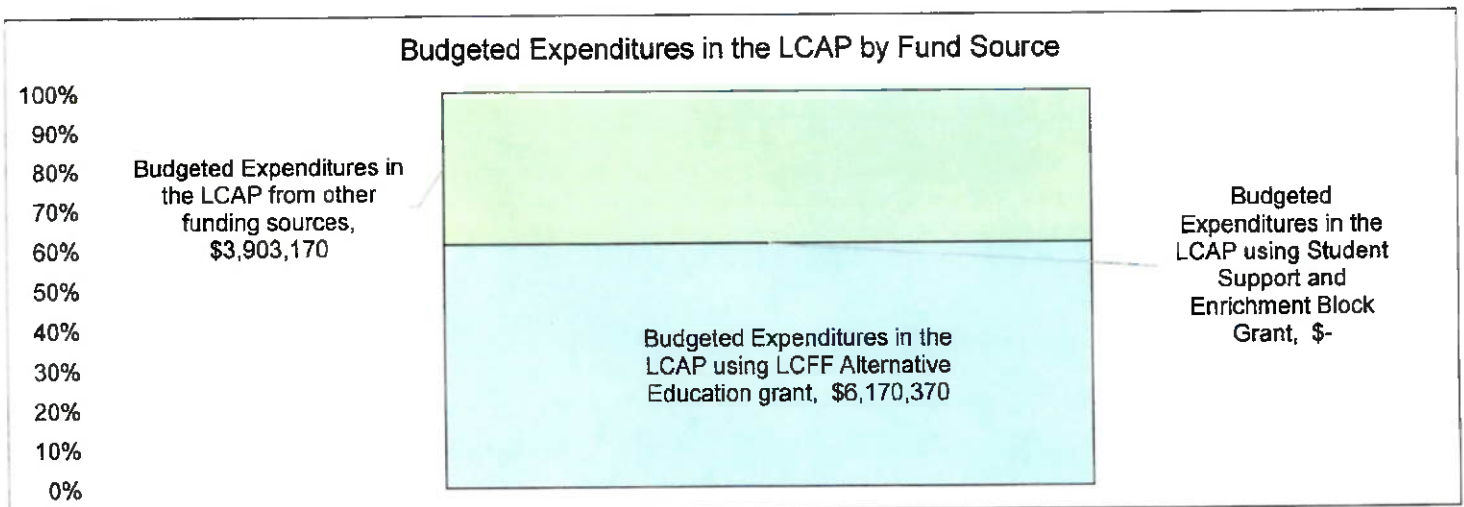 Budgeted Expenditures in the LCAP by Fund Source
100%
90%
80%
70%
60%
50%
40%
30%
20%
10%
0%
Budgeted Expenditures in
the LCAP from other
funding sources,
$3,903,170
Budgeted
Expenditures in the
LCAP using Student
Support and
Enrichment Block
Grant, $-
Budgeted Expenditures in the
LCAP using LCFF Alternative
Education grant, $6,170,370